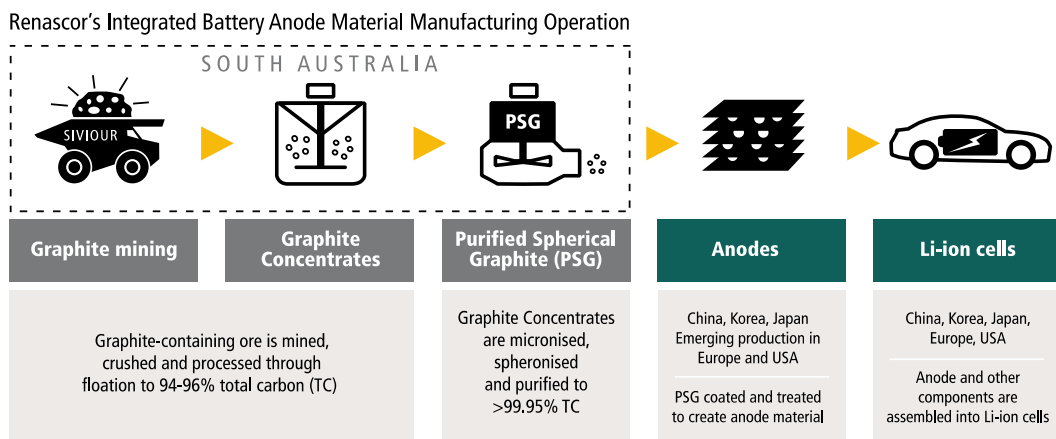 Renascor's Integrated Battery Anode Material Manufacturing Operation
SOUTH AUSTRALIA
SIVIOUR
PSG
Graphite mining
Graphite
Concentrates
Purified Spherical
Graphite (PSG)
Anodes
Li-ion cells
Graphite-containing ore is mined,
crushed and processed through
floation to 94-96% total carbon (TC)
Graphite Concentrates
are micronised,
spheronised
and purified to
>99.95% TC
China, Korea, Japan
Emerging production in
Europe and USA
PSG coated and treated
to create anode material
China, Korea, Japan,
Europe, USA
Anode and other
components are
assembled into Li-ion cells